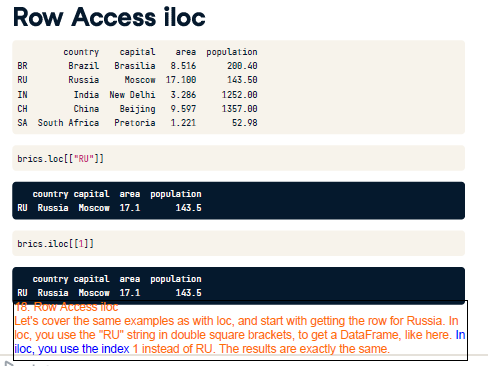 Row Access iloc
country capital area population
BR Brazil Brasilia 8.516 200.40
RU Russia Moscow 17.100 143.50
IN India New Delhi 3.286 1252.00
CH China Beijing 9.597 1357.00
SA South Africa Pretoria 1.221 52.98
brics.loc[["RU"]]
country capital area population
RU Russia Moscow 17.1 143.5
brics.iloc[[1]]
country capital area population
RU Russia Moscow 17.1 143.5
18. Row Access iloc
Let's cover the same examples as with loc, and start with getting the row for Russia. In
loc, you use the "RU" string in double square brackets, to get a DataFrame, like here. In
iloc, you use the index 1 instead of RU. The results are exactly the same.